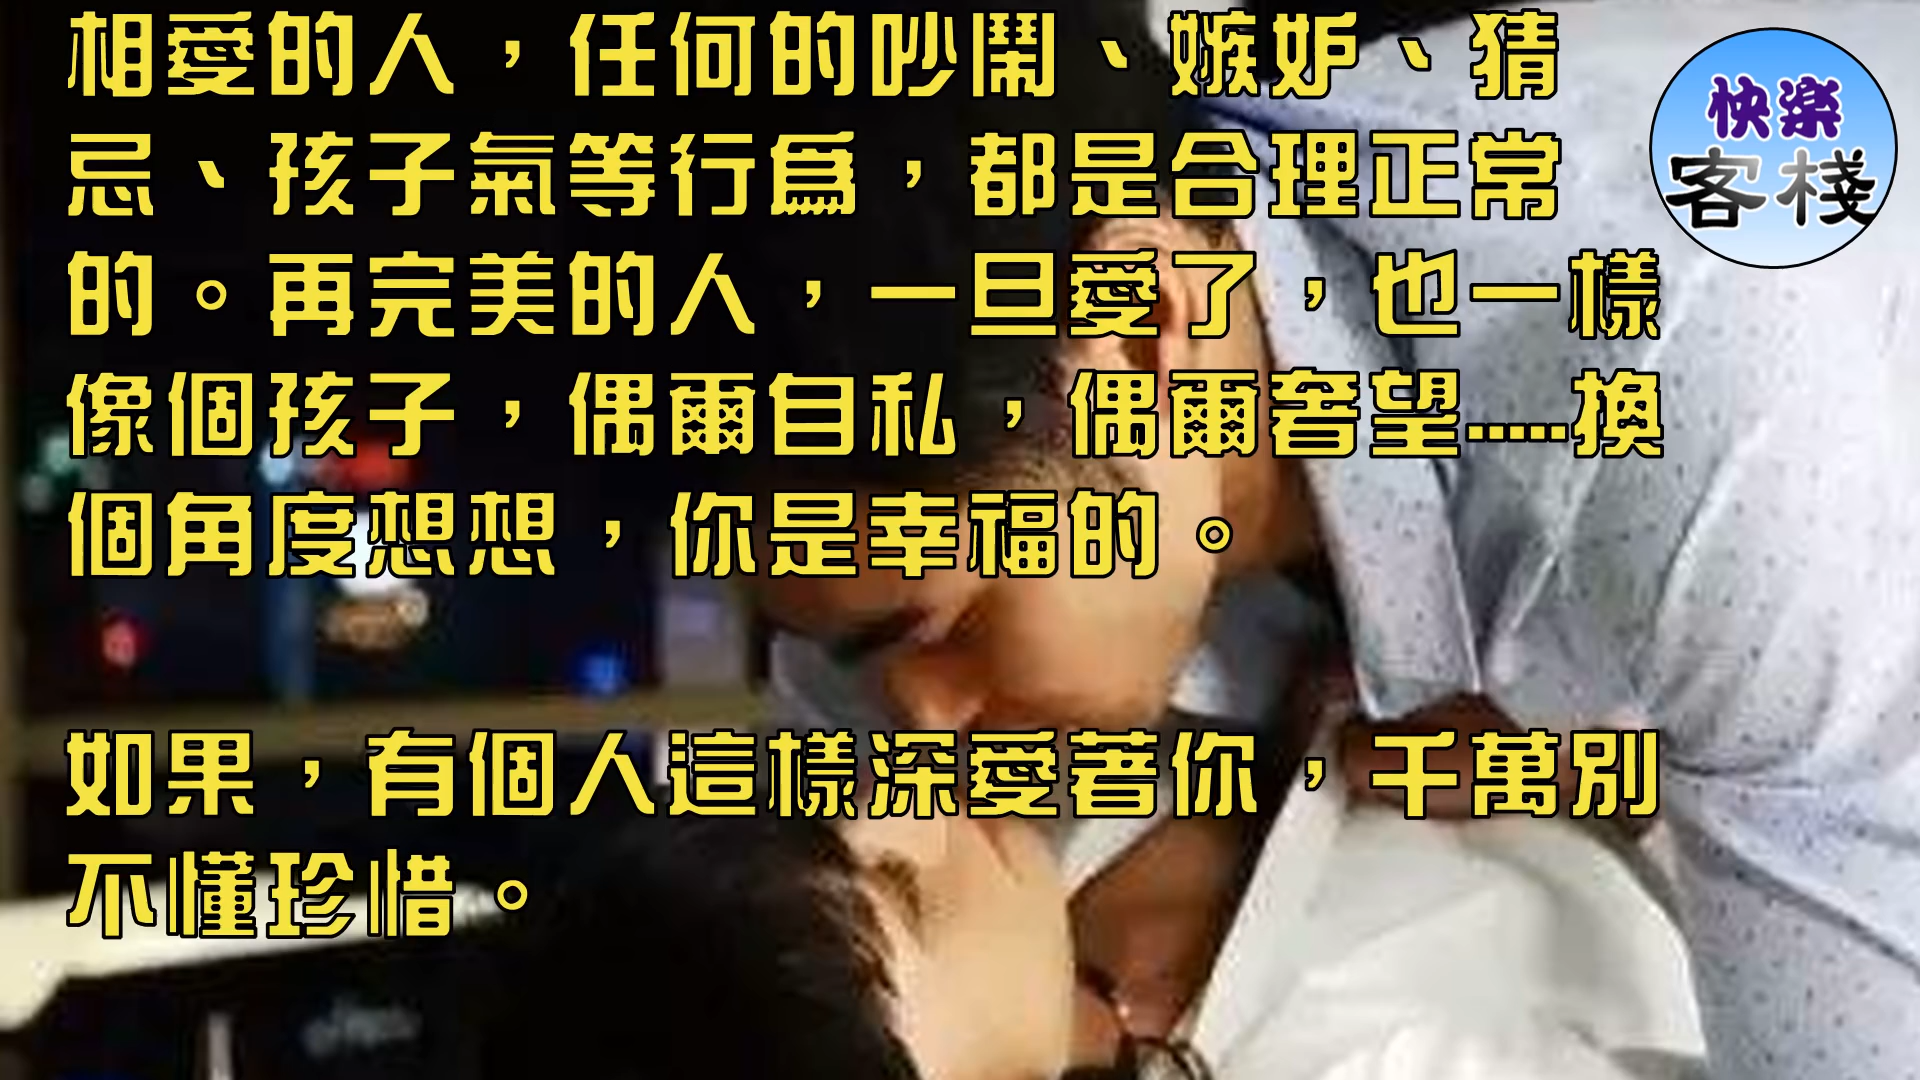 相愛的人，任何的吵鬧、嫉妒、猜
忌、孩子氣等行為，都是合理正常
的。再完美的人，一旦愛了，也一樣
像個孩子，偶爾自私，偶爾奢望......換
個角度想想，你是幸福的。
如果，有個人這樣深愛著你，千萬別
不懂珍惜。
快楽
客棧